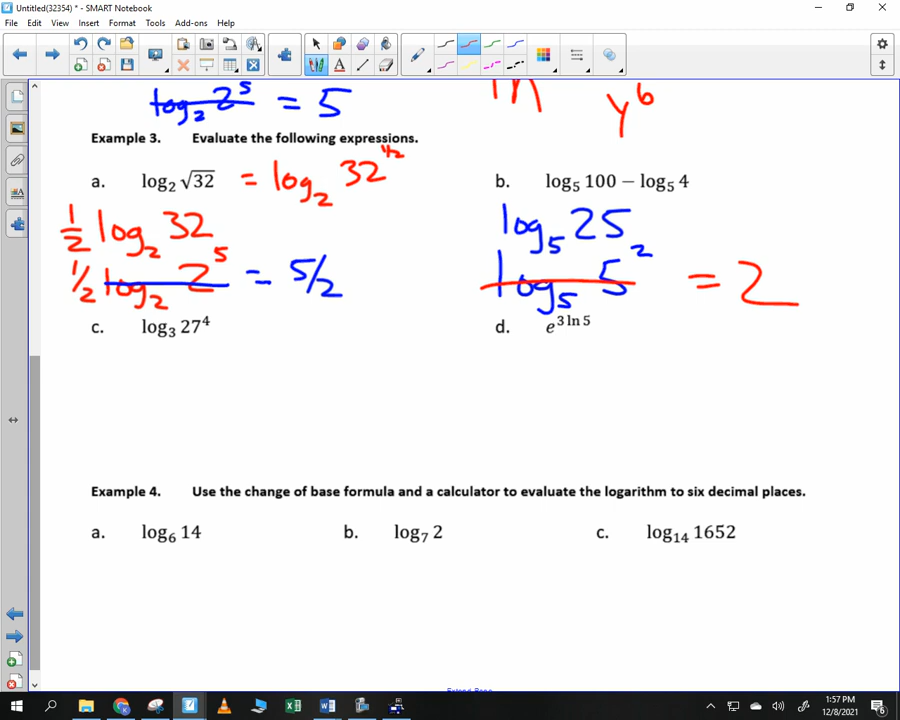 Untitled(32354) * - SMART Notebook
File Edit View Insert Format Tools Add-ons Help
log₂ 2⁵ = 5
y⁶
Example 3. Evaluate the following expressions.
a. log₂ √32 = log₂ 32^1/2
b. log₅ 100 − log₅ 4
1/2 log₂ 32
log₅ 25
1/2 log₂ 2⁵ = 5/2
log₅ 5² = 2
c. log₃ 27⁴
d. e^3 ln 5
Example 4. Use the change of base formula and a calculator to evaluate the logarithm to six decimal places.
a. log₆ 14 b. log₇ 2 c. log₁₄ 1652
1:57 PM
12/8/2021